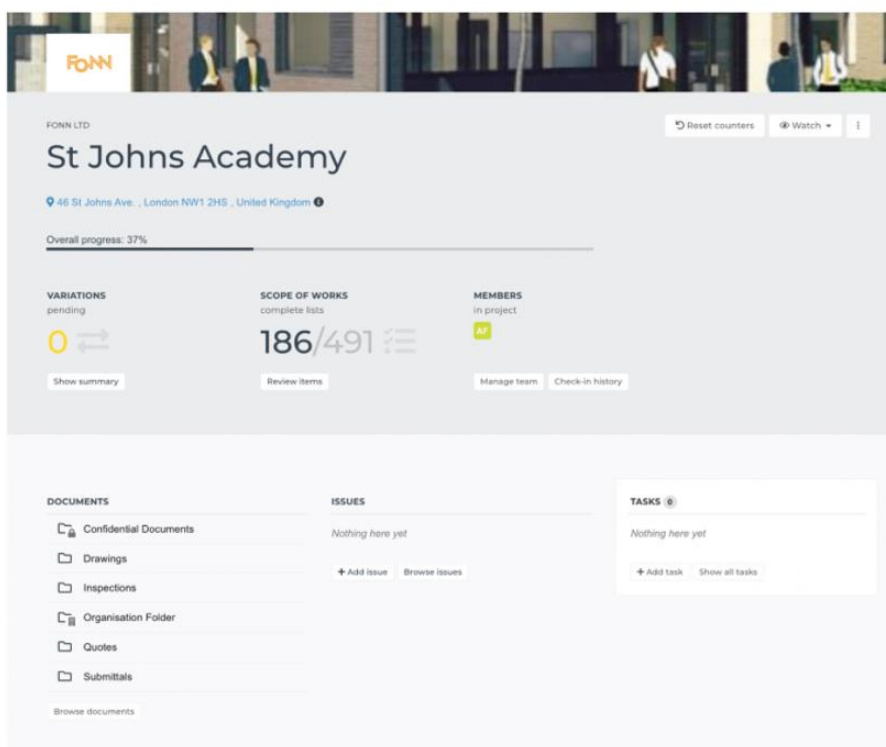 FONN
FONN LTD
Reset counters
Watch
St Johns Academy
46 St Johns Ave. , London NW1 2HS , United Kingdom
Overall progress: 37%
VARIATIONS
pending
0
Show summary
SCOPE OF WORKS
complete lists
186/491
Review items
MEMBERS
in project
AF
Manage team
Check-in history
DOCUMENTS
Confidential Documents
Drawings
Inspections
Organisation Folder
Quotes
Submittals
Browse documents
ISSUES
Nothing here yet
+ Add issue
Browse issues
TASKS 0
Nothing here yet
+ Add task
Show all tasks